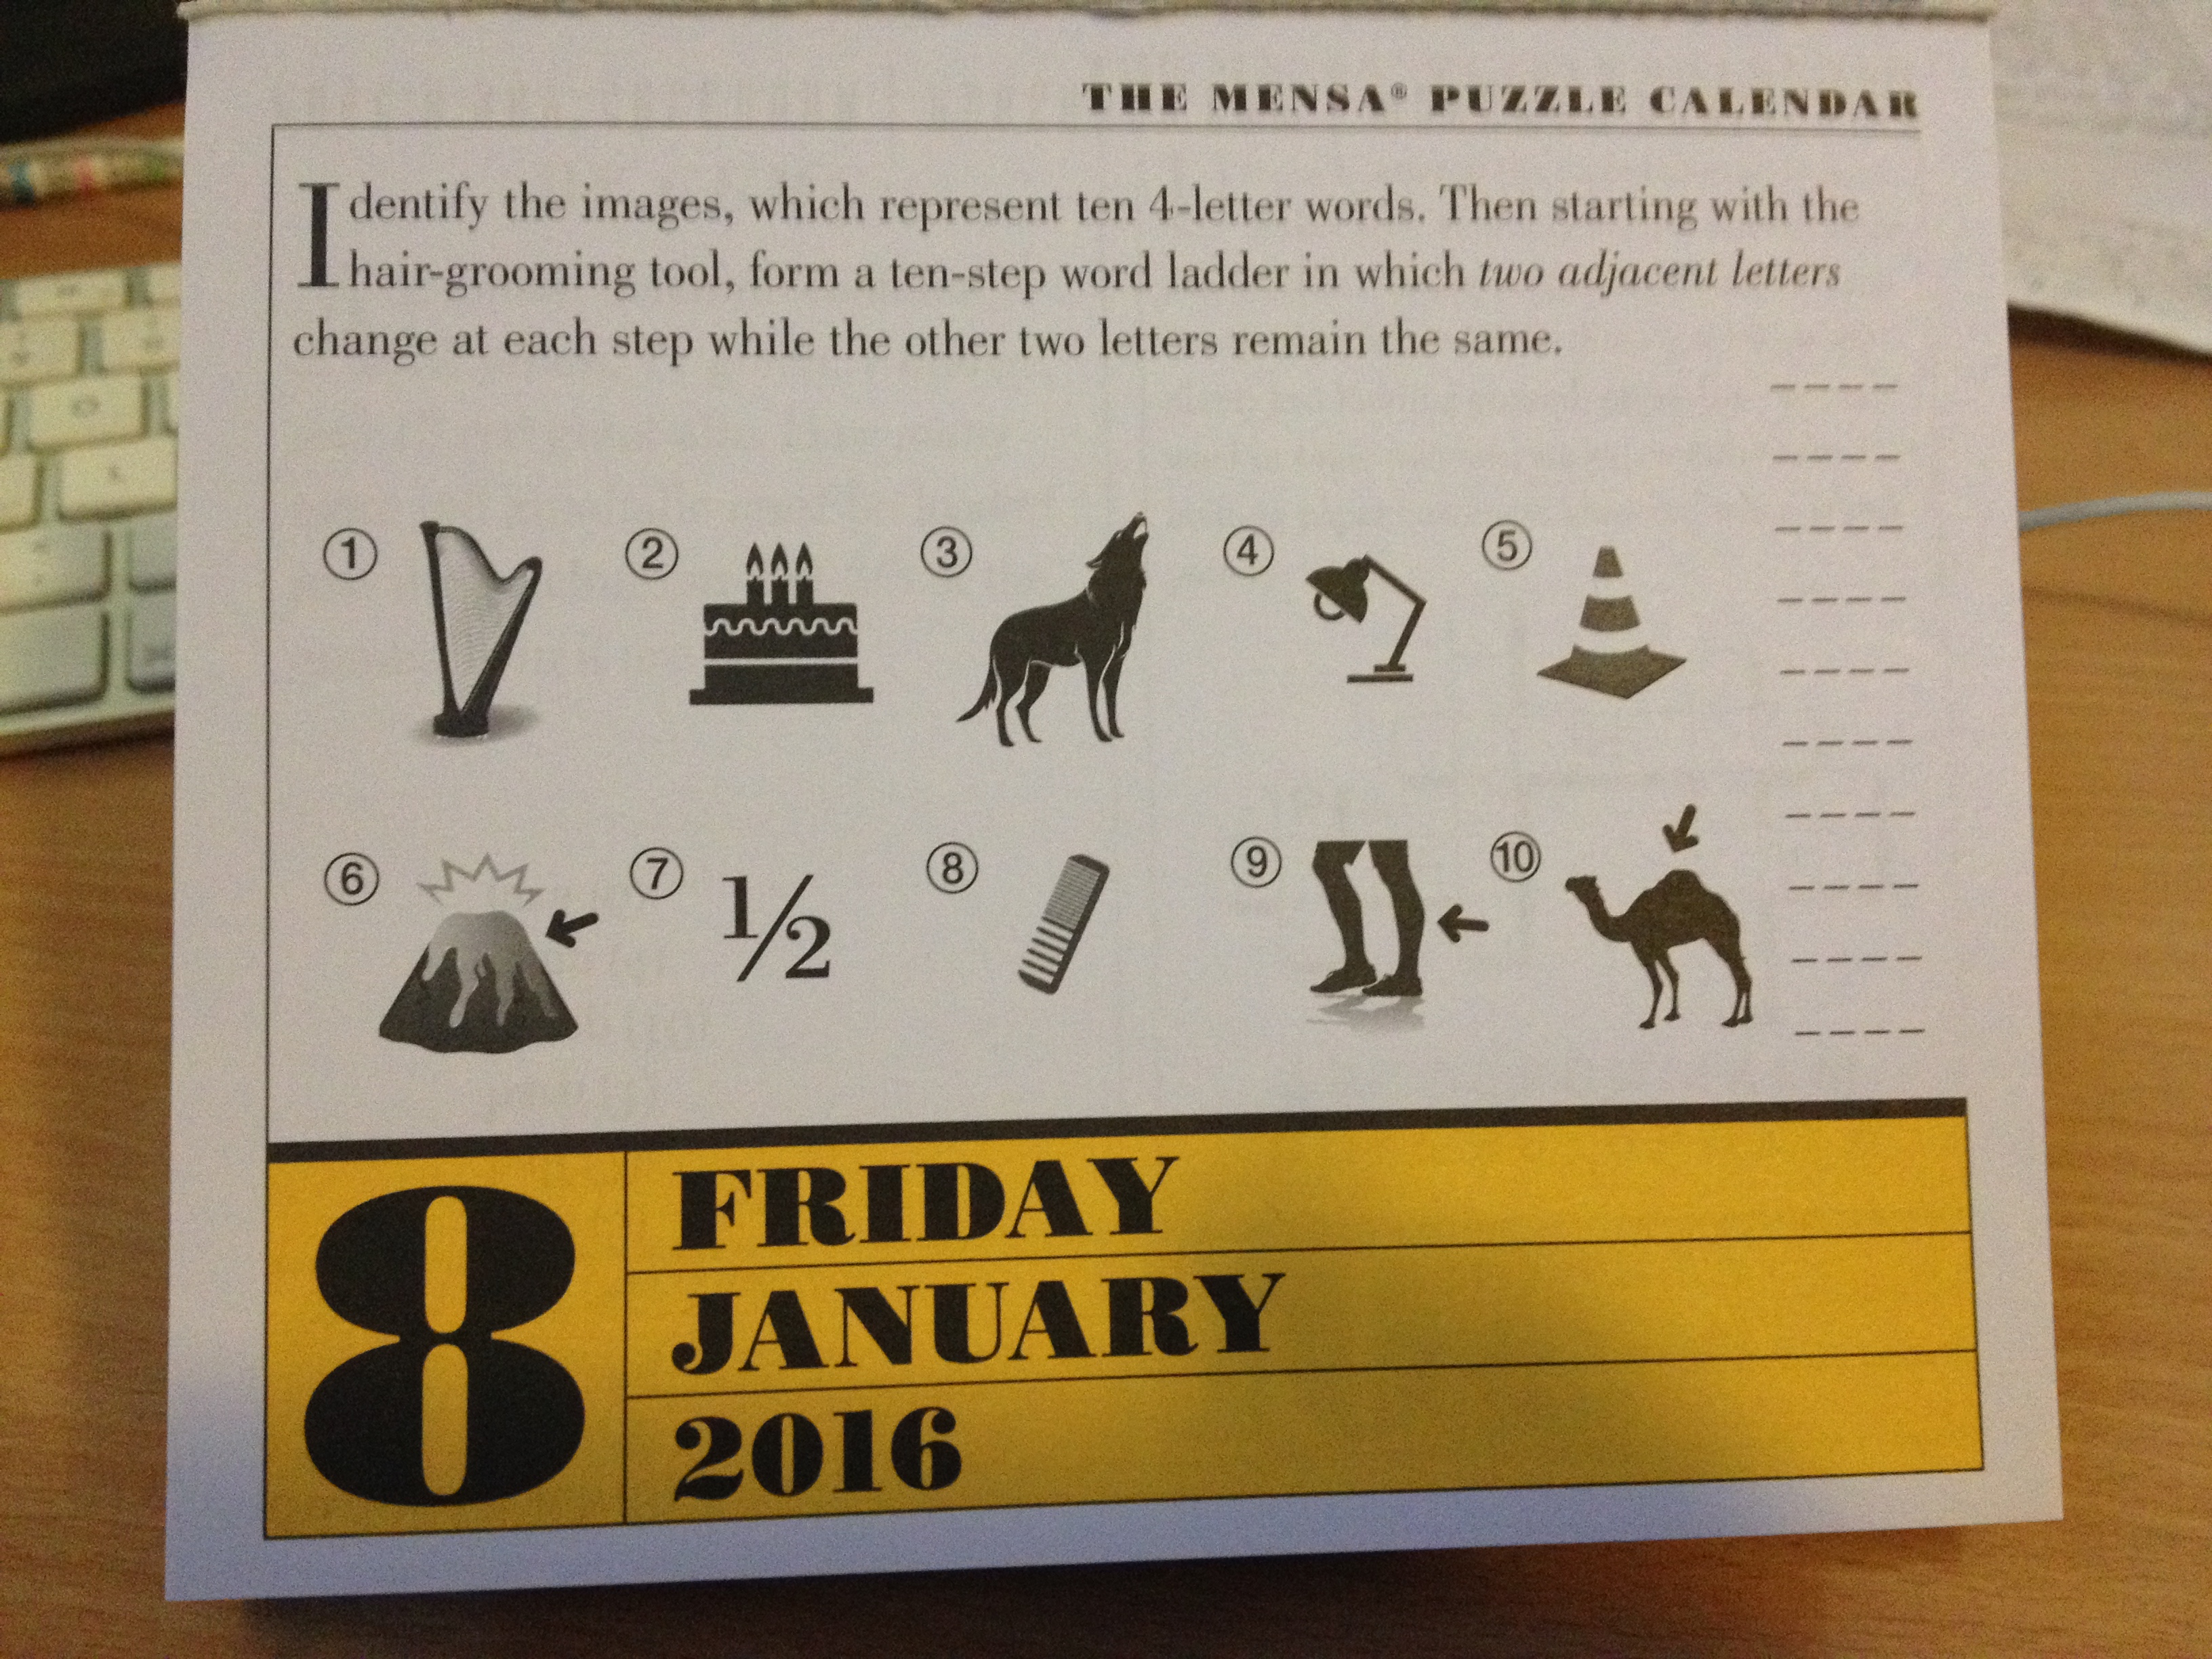 THE MENSA® PUZZLE CALENDAR
Identify the images, which represent ten 4-letter words. Then starting with the
hair-grooming tool, form a ten-step word ladder in which two adjacent letters
change at each step while the other two letters remain the same.
1 2 3 4 5
6 7 ½ 8 9 10
8
FRIDAY
JANUARY
2016